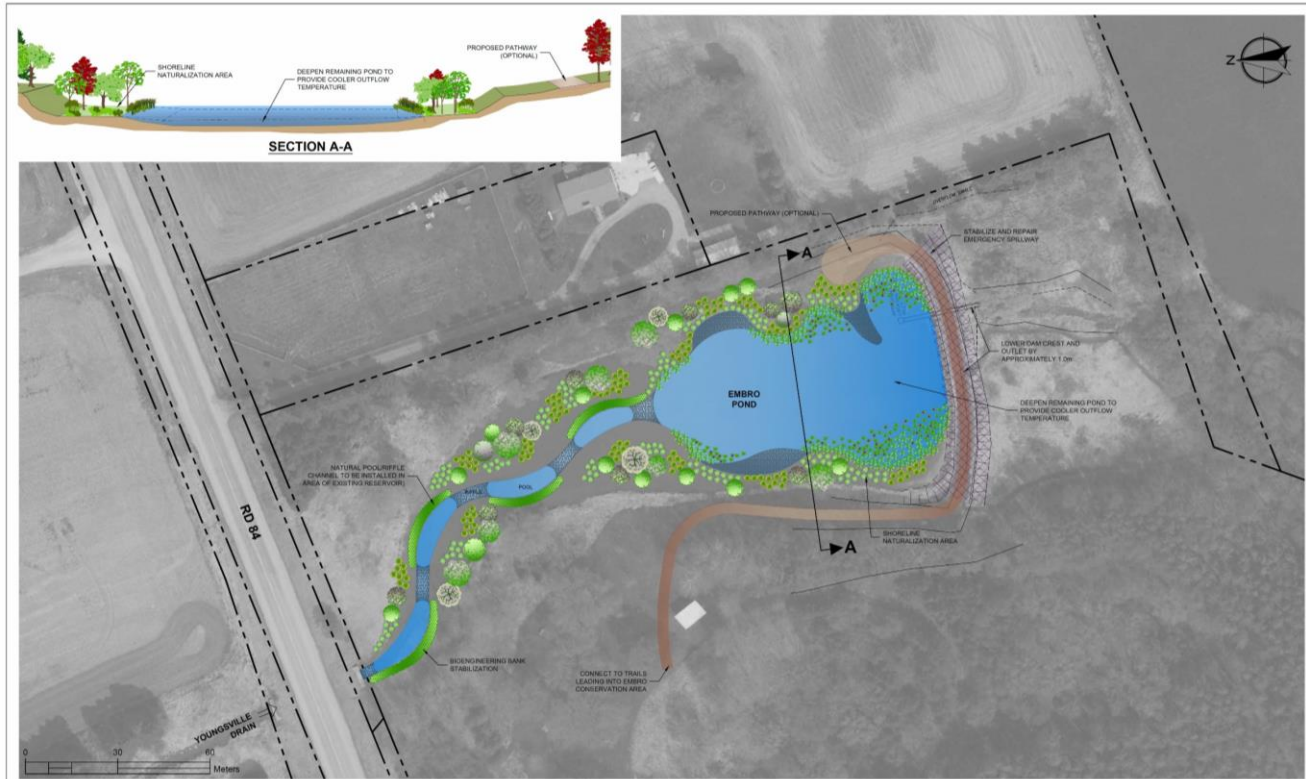 SHORELINE
NATURALIZATION AREA
DEEPEN REMAINING POND TO
PROVIDE COOLER OUTFLOW
TEMPERATURE
PROPOSED PATHWAY
(OPTIONAL)
SECTION A-A
Z
PROPOSED PATHWAY (OPTIONAL)
OVERFLOW SWALE
STABILIZE AND REPAIR
EMERGENCY SPILLWAY
A
LOWER DAM CREST AND
OUTLET BY
APPROXIMATELY 1.0m
EMBRO
POND
DEEPEN REMAINING POND TO
PROVIDE COOLER OUTFLOW
TEMPERATURE
NATURAL POOL/RIFFLE
CHANNEL TO BE INSTALLED IN
AREA OF EXISTING RESERVOIR)
RIFFLE
POOL
RD 84
SHORELINE
NATURALIZATION AREA
A
BIOENGINEERING BANK
STABILIZATION
CONNECT TO TRAILS
LEADING INTO EMBRO
CONSERVATION AREA
YOUNGSVILLE
DRAIN
0 30 60
Meters